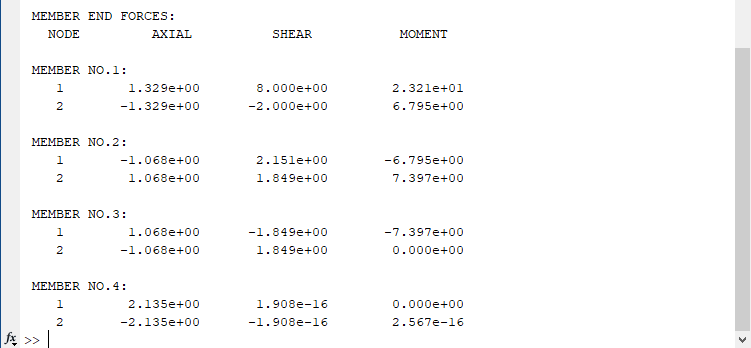 MEMBER END FORCES:
NODE AXIAL SHEAR MOMENT
MEMBER NO.1:
1 1.329e+00 8.000e+00 2.321e+01
2 -1.329e+00 -2.000e+00 6.795e+00
MEMBER NO.2:
1 -1.068e+00 2.151e+00 -6.795e+00
2 1.068e+00 1.849e+00 7.397e+00
MEMBER NO.3:
1 1.068e+00 -1.849e+00 -7.397e+00
2 -1.068e+00 1.849e+00 0.000e+00
MEMBER NO.4:
1 2.135e+00 1.908e-16 0.000e+00
2 -2.135e+00 -1.908e-16 2.567e-16
fx >>